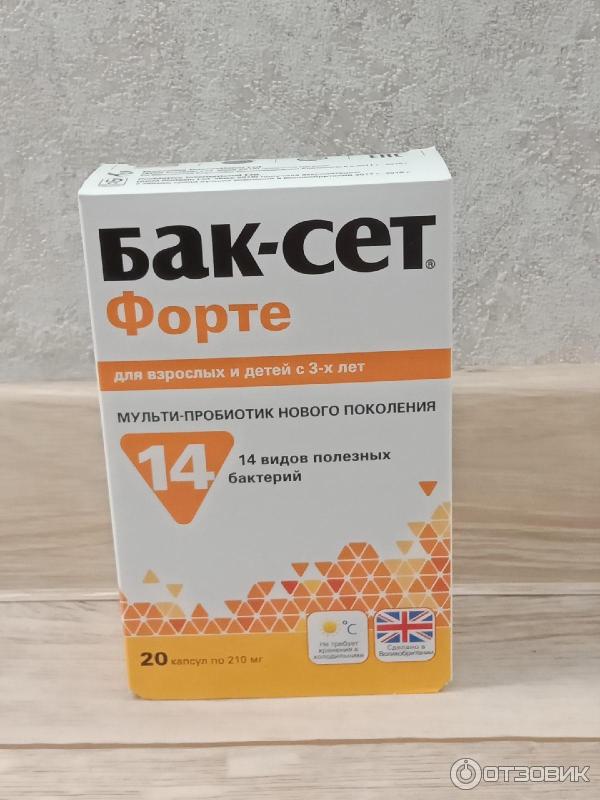 Бак-сет®
Форте
для взрослых и детей с 3-х лет
МУЛЬТИ-ПРОБИОТИК НОВОГО ПОКОЛЕНИЯ
14
14 видов полезных
бактерий
°C
Не требует
хранения в
холодильнике
Сделано в
Великобритании
20 капсул по 210 мг
ОТЗОВИК